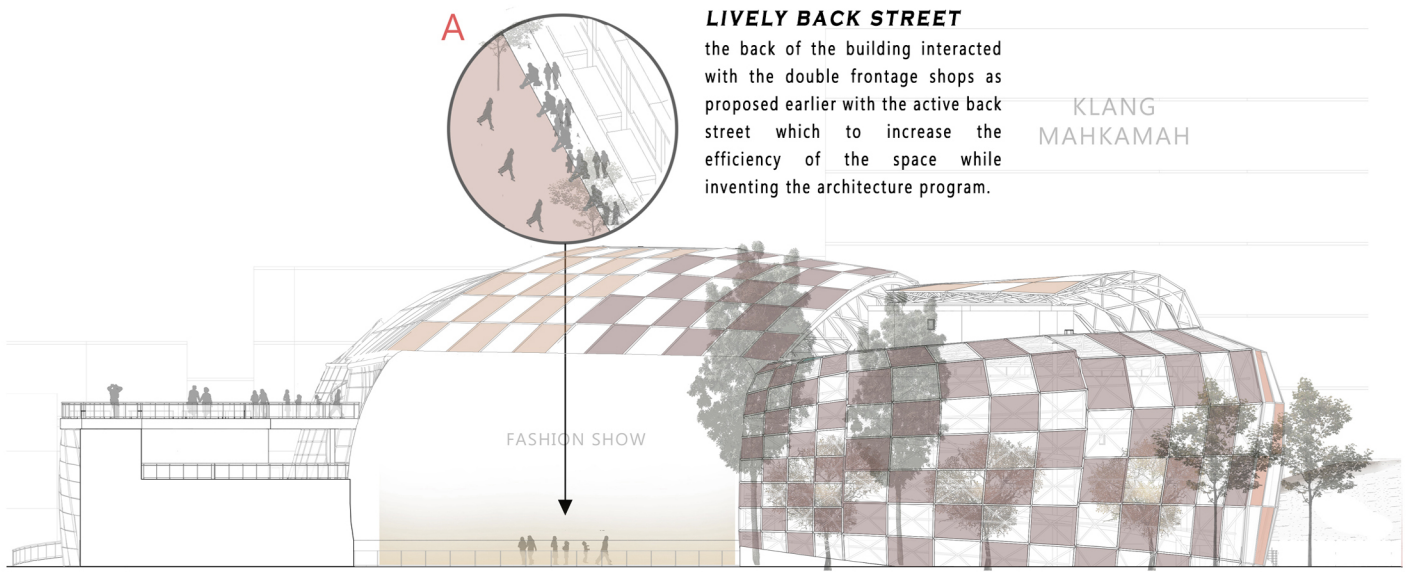 A
LIVELY BACK STREET
the back of the building interacted
with the double frontage shops as
proposed earlier with the active back
street which to increase the
efficiency of the space while
inventing the architecture program.
KLANG
MAHKAMAH
FASHION SHOW